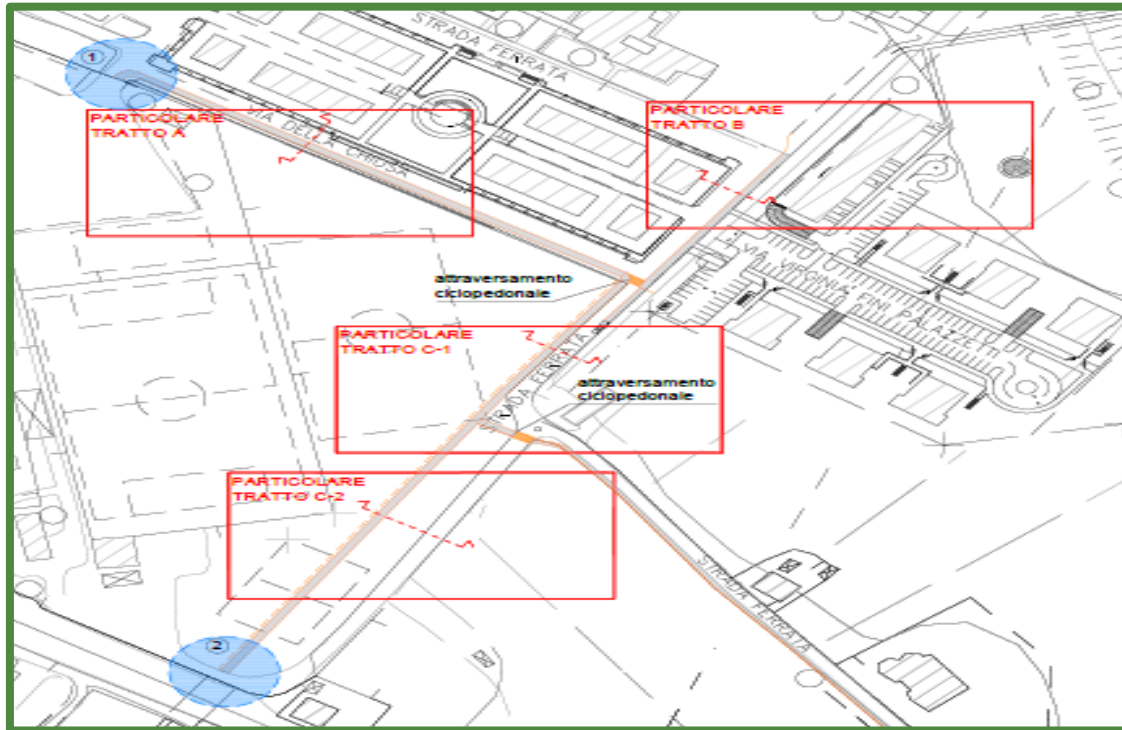 STRADA FERRATA
1
PARTICOLARE
TRATTO A
VIA DELLA CHIUSA
PARTICOLARE
TRATTO B
attraversamento
ciclopedonale
VIA VIRGINIA FINI PALAZZETTI
PARTICOLARE
TRATTO C-1
STRADA FERRATA
attraversamento
ciclopedonale
PARTICOLARE
TRATTO C-2
STRADA FERRATA
2